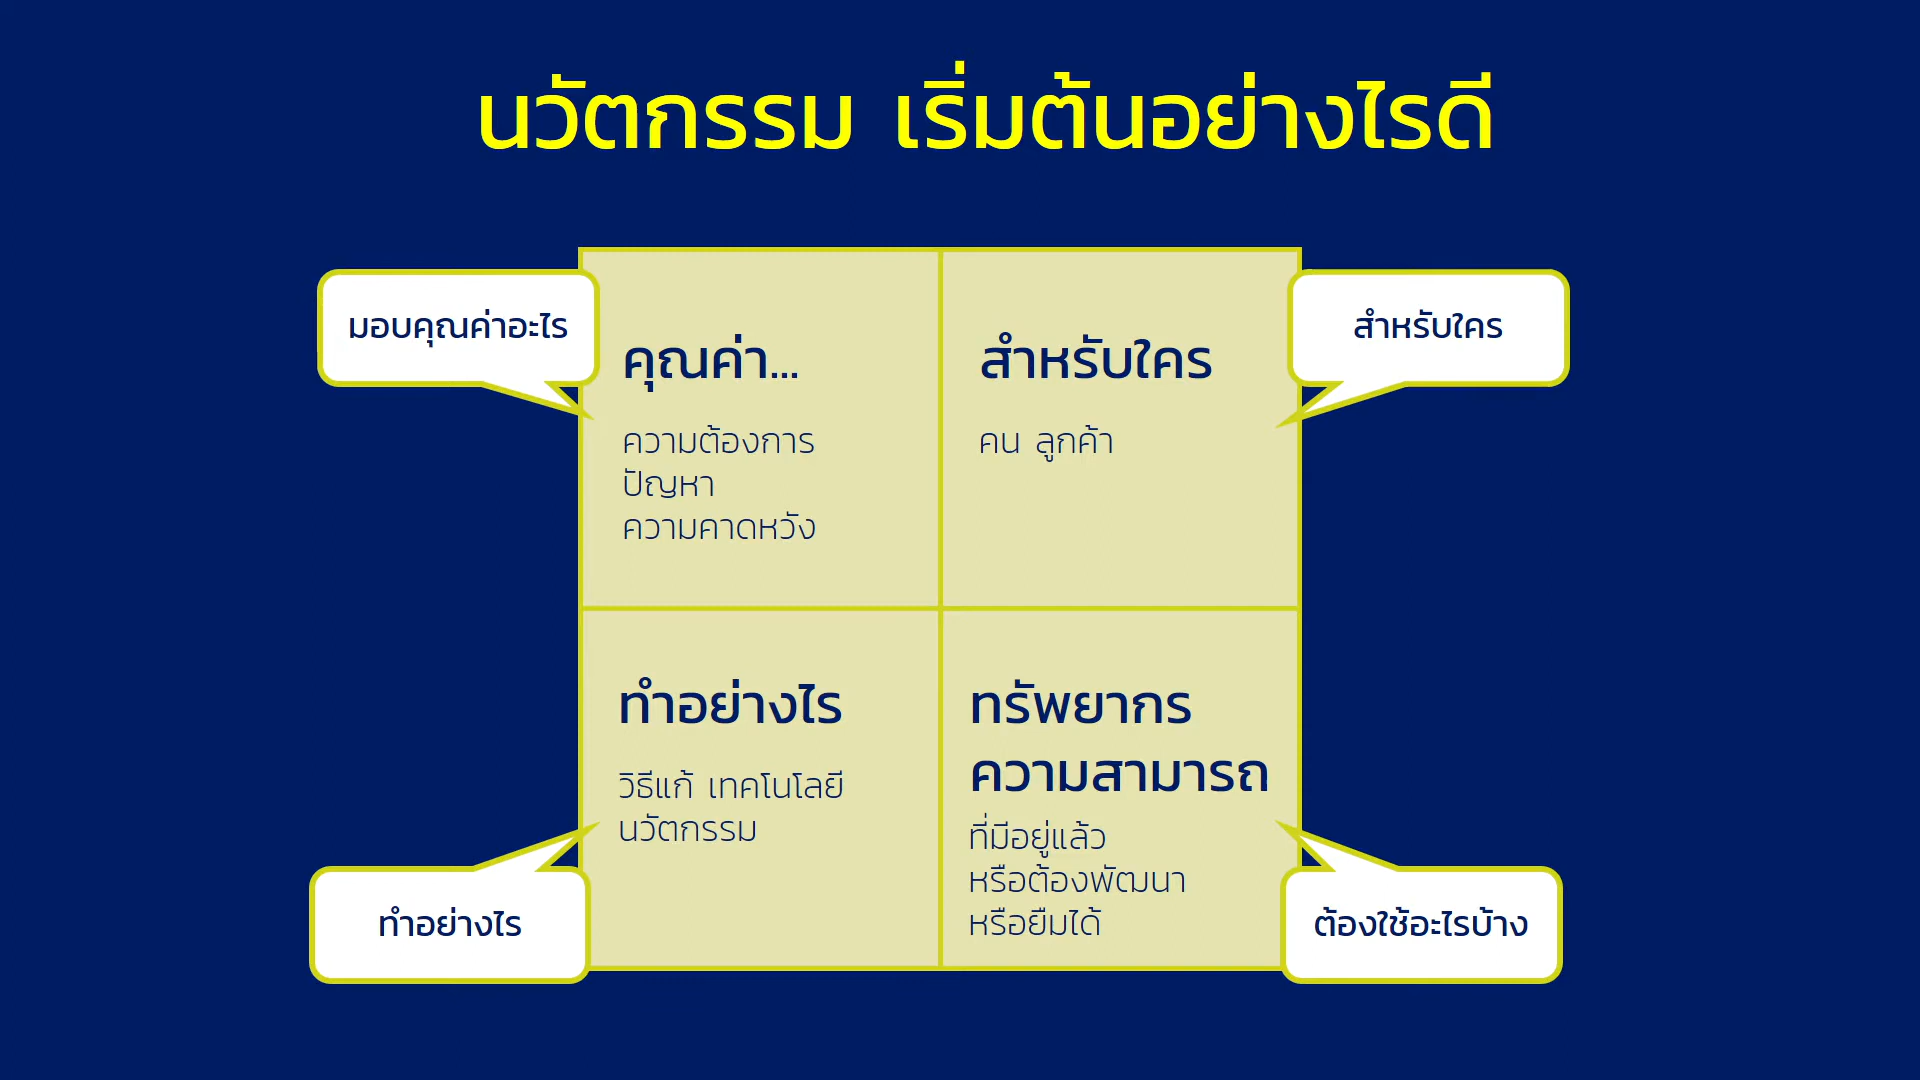 นวัตกรรม เริ่มต้นอย่างไรดี
มอบคุณค่าอะไร
สำหรับใคร
คุณค่า...
ความต้องการ
ปัญหา
ความคาดหวัง
สำหรับใคร
คน ลูกค้า
ทำอย่างไร
วิธีแก้ เทคโนโลยี
นวัตกรรม
ทรัพยากร
ความสามารถ
ที่มีอยู่แล้ว
หรือต้องพัฒนา
หรือยืมได้
ทำอย่างไร
ต้องใช้อะไรบ้าง